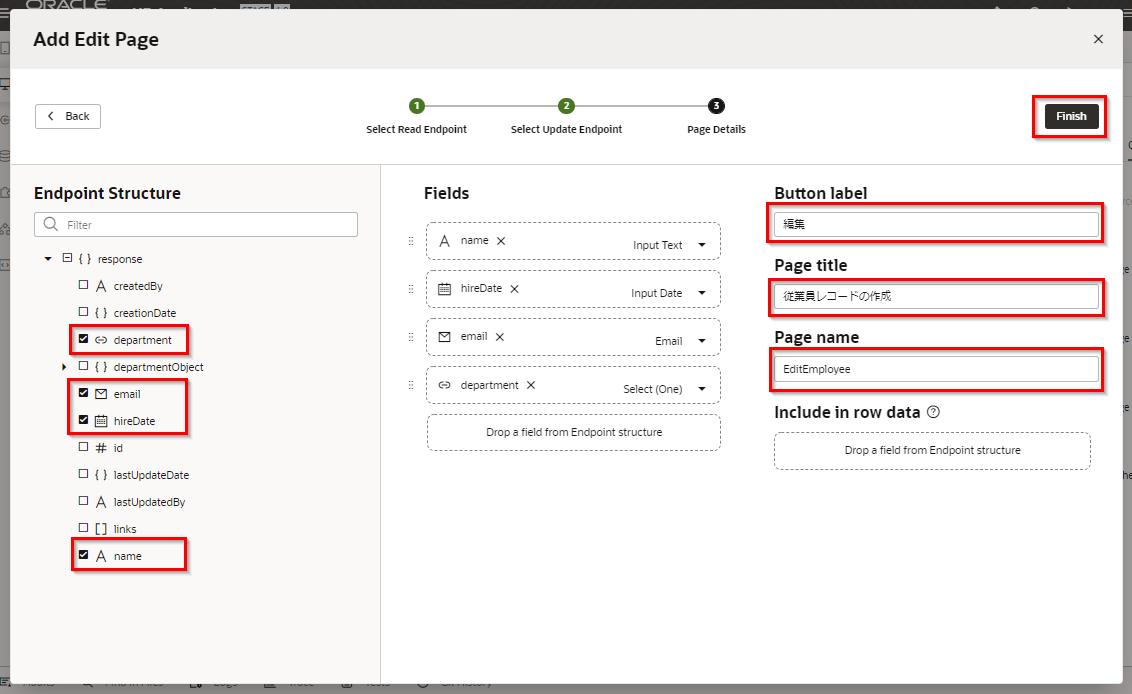 ORACLE
Add Edit Page
Back
1
2
3
Select Read Endpoint
Select Update Endpoint
Page Details
Finish
Endpoint Structure
Filter
{ } response
A createdBy
{ } creationDate
department
{ } departmentObject
email
hireDate
# id
{ } lastUpdateDate
A lastUpdatedBy
[ ] links
A name
Fields
A name Input Text
hireDate Input Date
email Email
department Select (One)
Drop a field from Endpoint structure
Button label
編集
Page title
従業員レコードの作成
Page name
EditEmployee
Include in row data
Drop a field from Endpoint structure